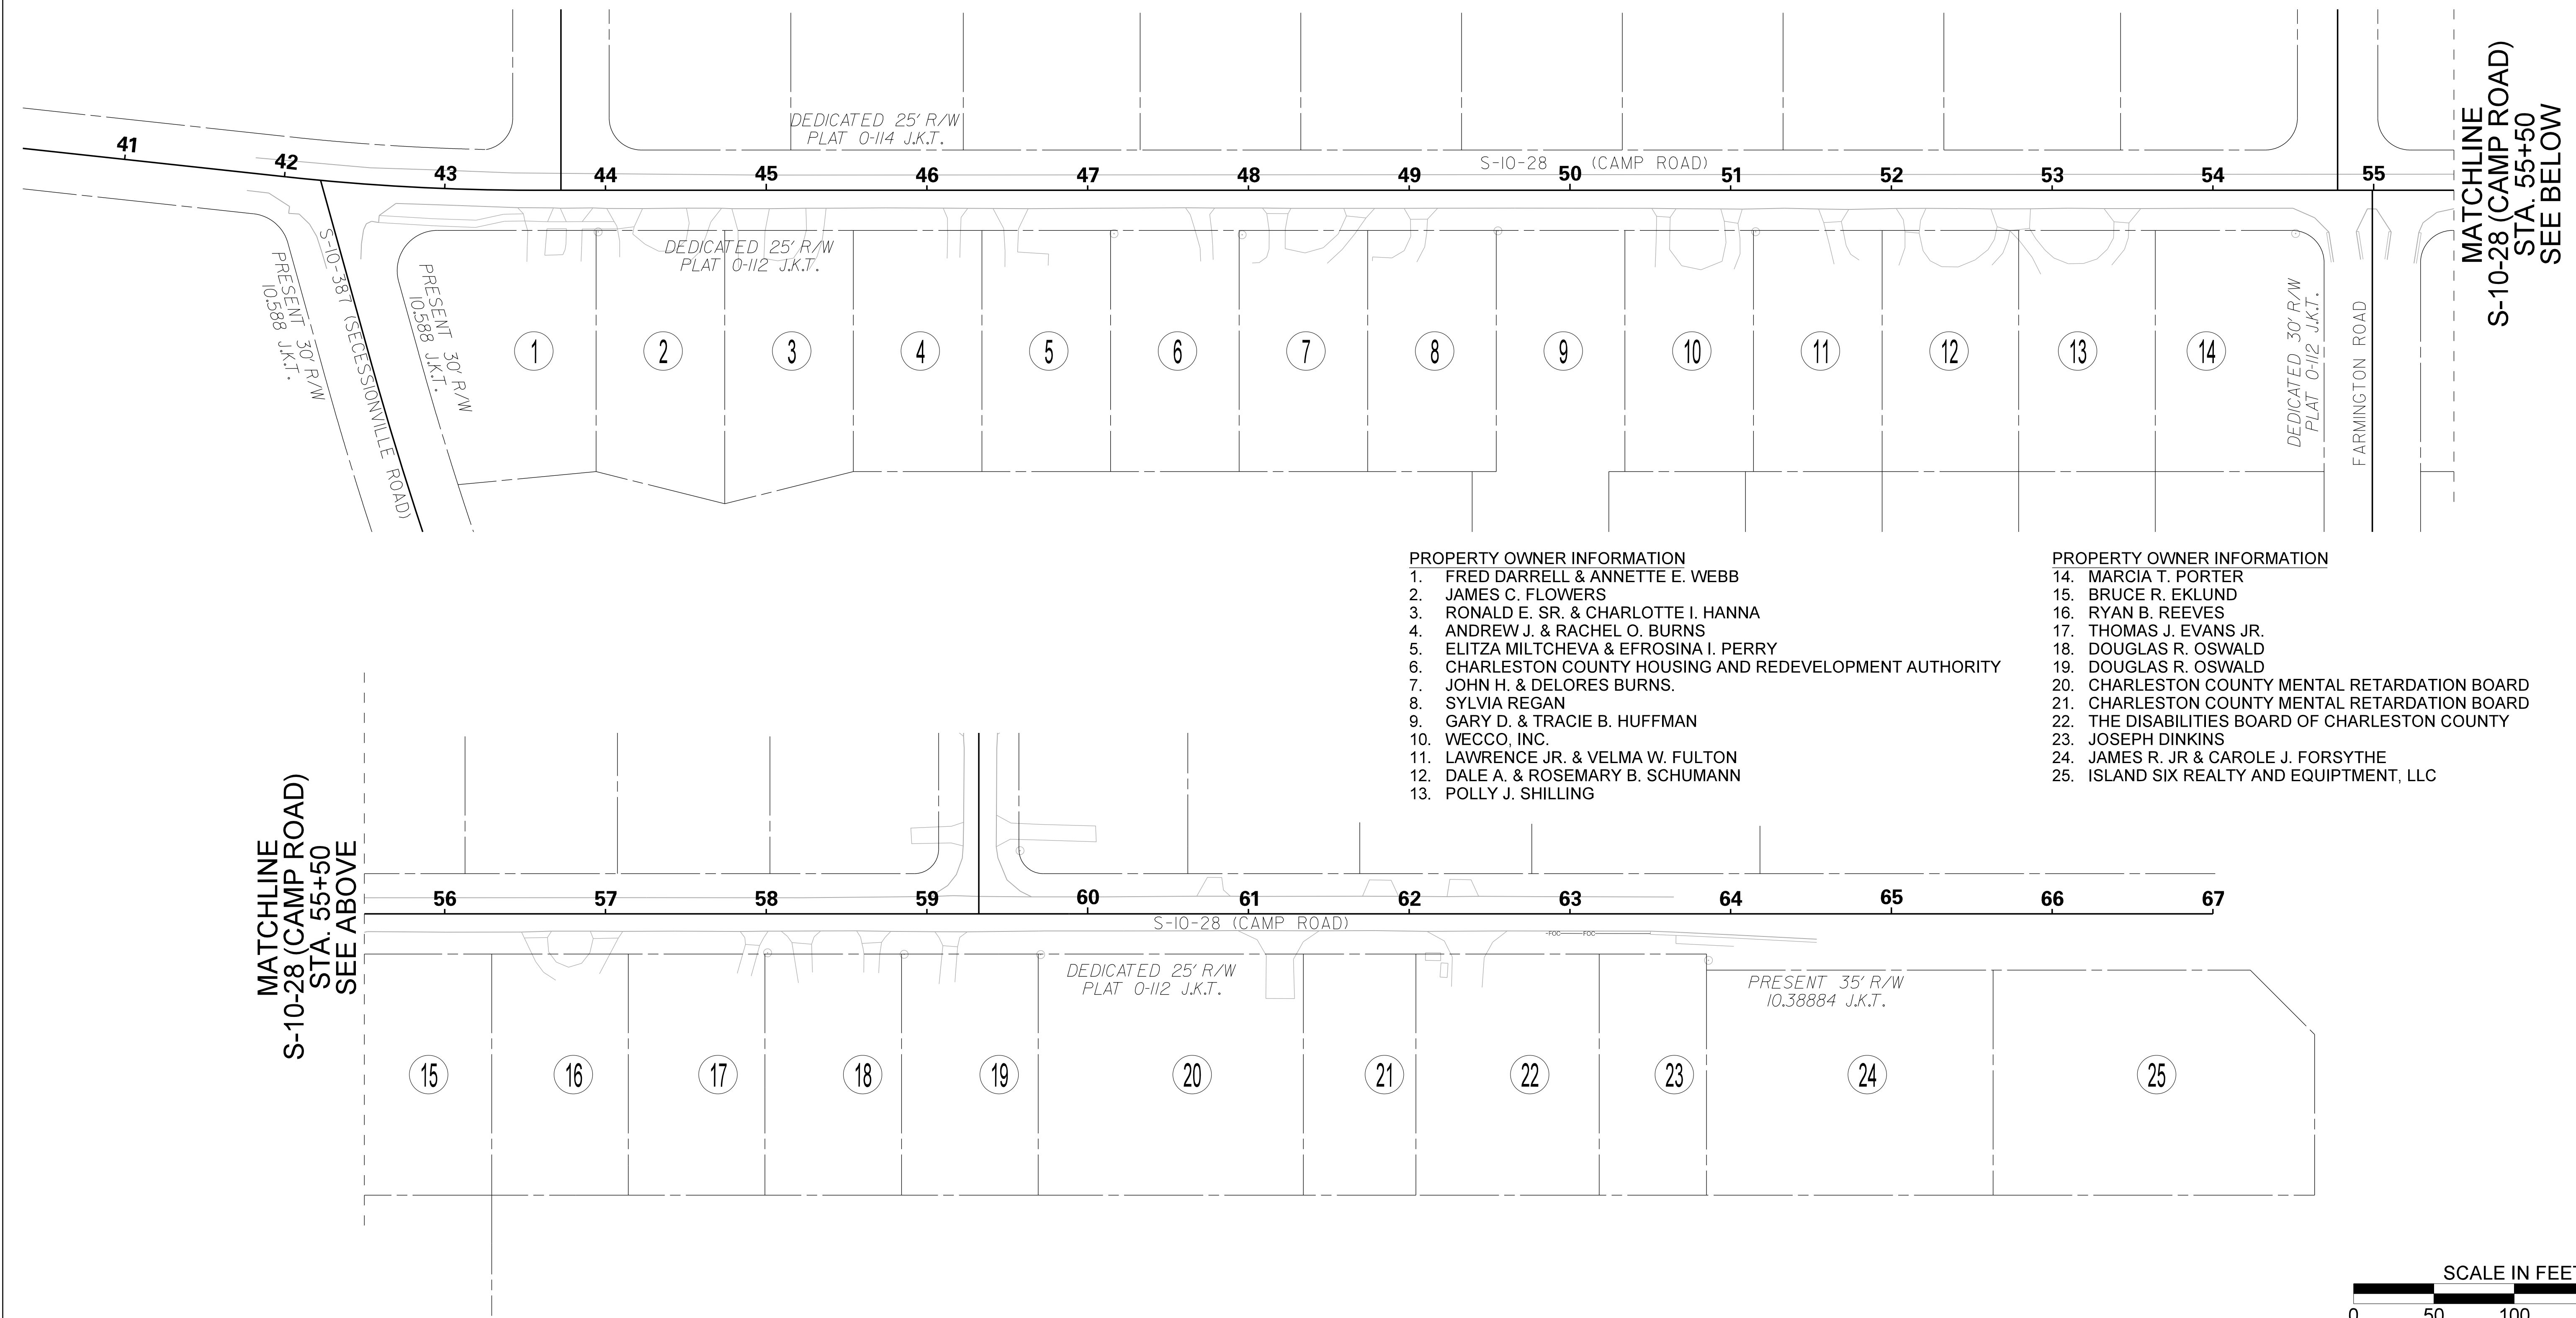 DEDICATED 25' R/W
PLAT O-114 J.K.T.
S-10-28 (CAMP ROAD)
41 42 43 44 45 46 47 48 49 50 51 52 53 54 55
MATCHLINE
S-10-28 (CAMP ROAD)
STA. 55+50
SEE BELOW
DEDICATED 25' R/W
PLAT O-112 J.K.T.
PRESENT 30' R/W
10.588 J.K.T.
S-10-387 (SECESSIONVILLE ROAD)
PRESENT 30' R/W
10.588 J.K.T.
1 2 3 4 5 6 7 8 9 10 11 12 13 14
DEDICATED 30' R/W
PLAT O-112 J.K.T.
FARMINGTON ROAD
PROPERTY OWNER INFORMATION
1. FRED DARRELL & ANNETTE E. WEBB
2. JAMES C. FLOWERS
3. RONALD E. SR. & CHARLOTTE I. HANNA
4. ANDREW J. & RACHEL O. BURNS
5. ELITZA MILTCHEVA & EFROSINA I. PERRY
6. CHARLESTON COUNTY HOUSING AND REDEVELOPMENT AUTHORITY
7. JOHN H. & DELORES BURNS.
8. SYLVIA REGAN
9. GARY D. & TRACIE B. HUFFMAN
10. WECCO, INC.
11. LAWRENCE JR. & VELMA W. FULTON
12. DALE A. & ROSEMARY B. SCHUMANN
13. POLLY J. SHILLING
PROPERTY OWNER INFORMATION
14. MARCIA T. PORTER
15. BRUCE R. EKLUND
16. RYAN B. REEVES
17. THOMAS J. EVANS JR.
18. DOUGLAS R. OSWALD
19. DOUGLAS R. OSWALD
20. CHARLESTON COUNTY MENTAL RETARDATION BOARD
21. CHARLESTON COUNTY MENTAL RETARDATION BOARD
22. THE DISABILITIES BOARD OF CHARLESTON COUNTY
23. JOSEPH DINKINS
24. JAMES R. JR & CAROLE J. FORSYTHE
25. ISLAND SIX REALTY AND EQUIPTMENT, LLC
MATCHLINE
S-10-28 (CAMP ROAD)
STA. 55+50
SEE ABOVE
56 57 58 59 60 61 62 63 64 65 66 67
S-10-28 (CAMP ROAD)
FOC FOC
DEDICATED 25' R/W
PLAT O-112 J.K.T.
PRESENT 35' R/W
10.38884 J.K.T.
15 16 17 18 19 20 21 22 23 24 25
SCALE IN FEET
0 50 100